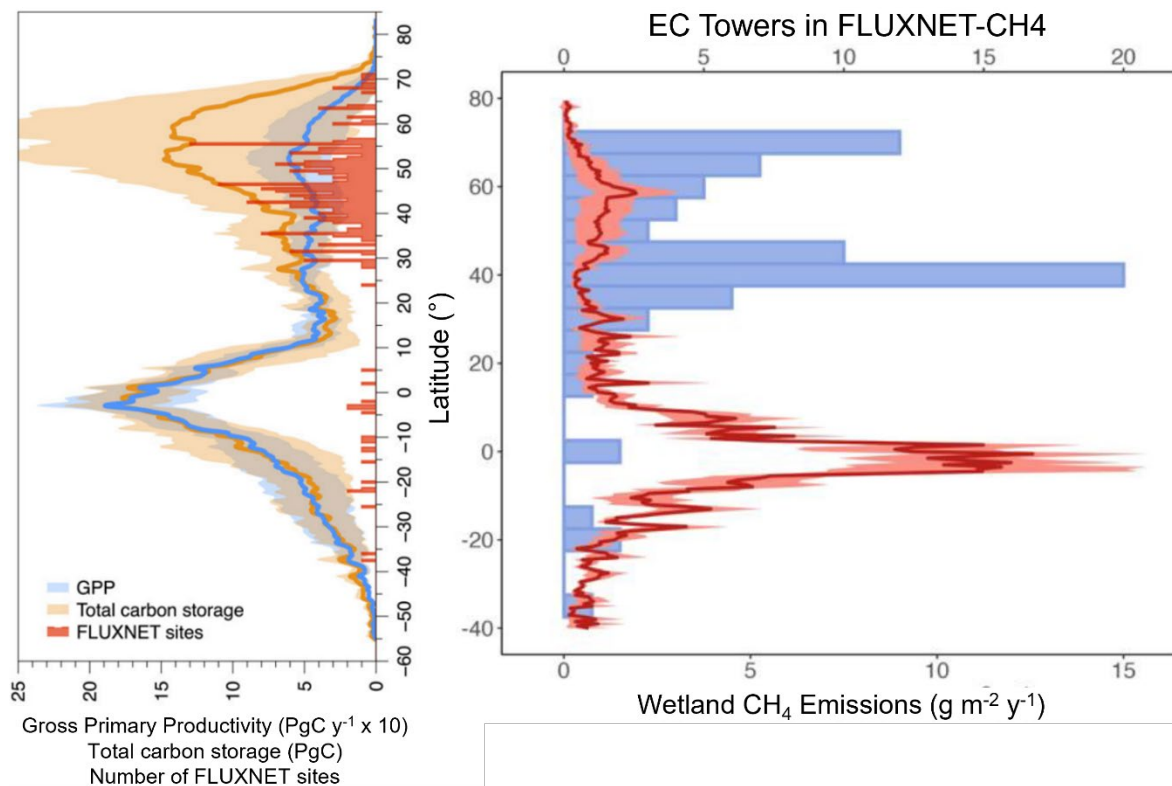 80
70
60
50
40
30
20
10
0
−10
−20
−30
−40
−50
−60
Latitude (°)
GPP
Total carbon storage
FLUXNET sites
25 20 15 10 5 0
Gross Primary Productivity (PgC y⁻¹ x 10)
Total carbon storage (PgC)
Number of FLUXNET sites
EC Towers in FLUXNET-CH4
0 5 10 15 20
80
60
40
20
0
-20
-40
0 5 10 15
Wetland CH₄ Emissions (g m⁻² y⁻¹)